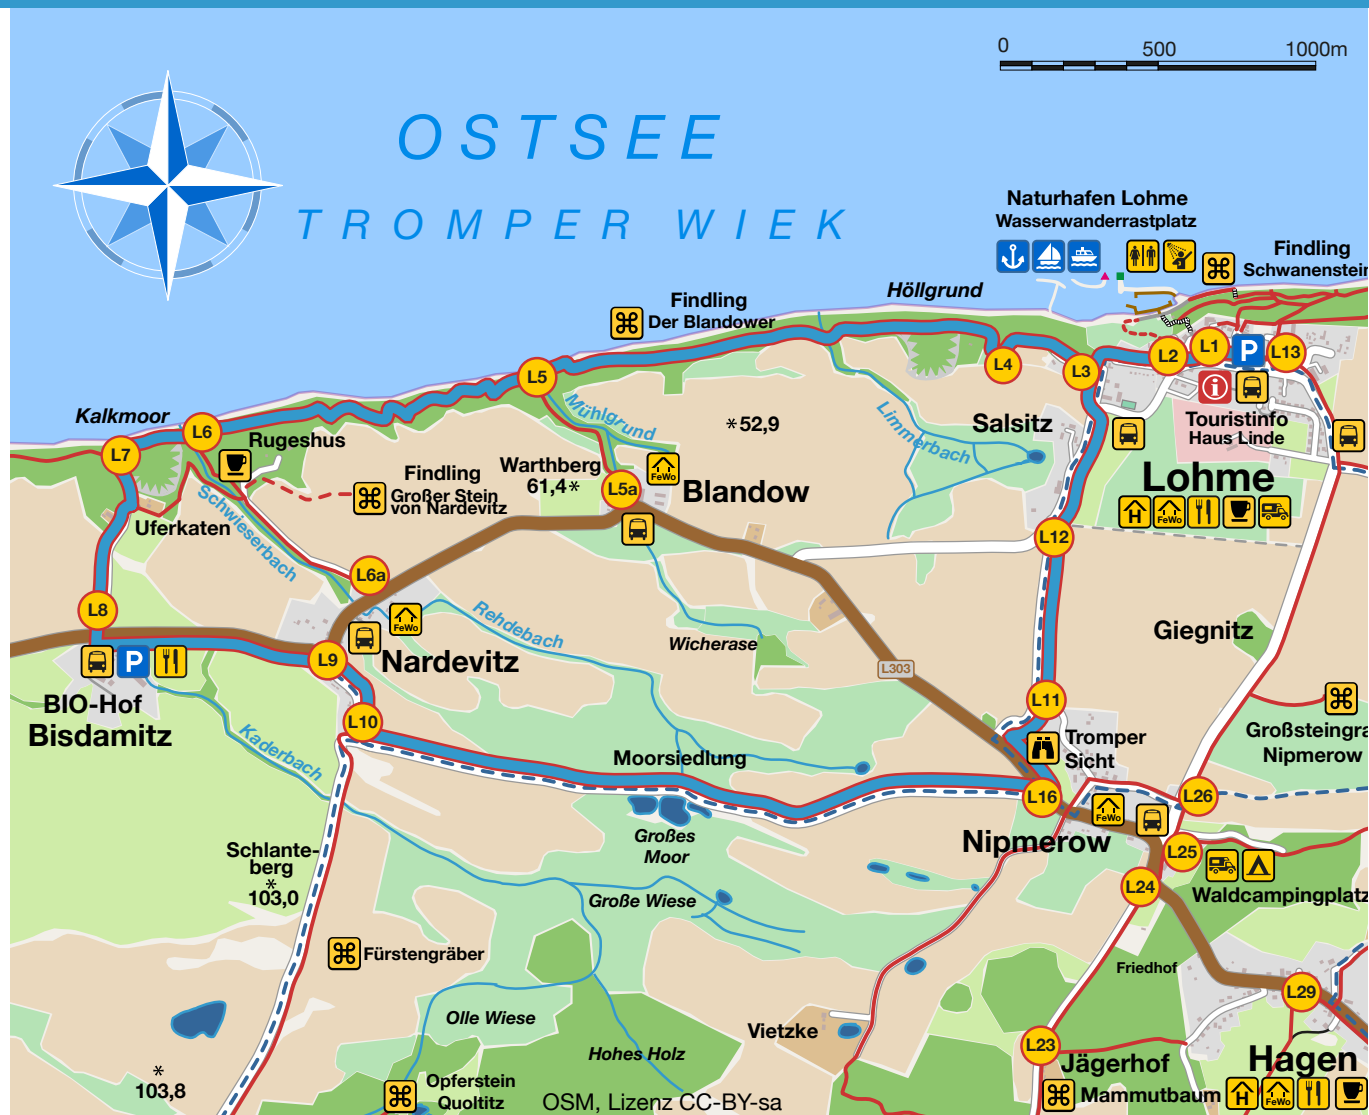 0 500 1000m
OSTSEE
TROMPER WIEK
Naturhafen Lohme
Wasserwanderrastplatz
Findling
Schwanenstein
Höllgrund
Findling
Der Blandower
L1
P
L13
L2
L3
L4
L5
Kalkmoor
L6
L7
Rugeshus
Mühlgrund
*52,9
Limmerbach
Salsitz
i
Touristinfo
Haus Linde
Lohme
H
FeWo
Findling
Großer Stein
von Nardevitz
Warthberg
61,4*
L5a
FeWo
Blandow
Uferkaten
Schwieserbach
L12
L6a
L8
FeWo
Rehdebach
Wicherase
Giegnitz
P
L9
Nardevitz
L303
BIO-Hof
Bisdamitz
L10
L11
Kaderbach
Moorsiedlung
Tromper
Sicht
Großsteingra
Nipmerow
L16
L26
FeWo
Großes
Moor
Nipmerow
L25
Schlante-
berg
*
103,0
L24
Waldcampingplatz
Große Wiese
Fürstengräber
Friedhof
L29
Olle Wiese
Vietzke
Hohes Holz
L23
Jägerhof
Hagen
*
103,8
Opferstein
Quoltitz
Mammutbaum
H
FeWo
OSM, Lizenz CC-BY-sa